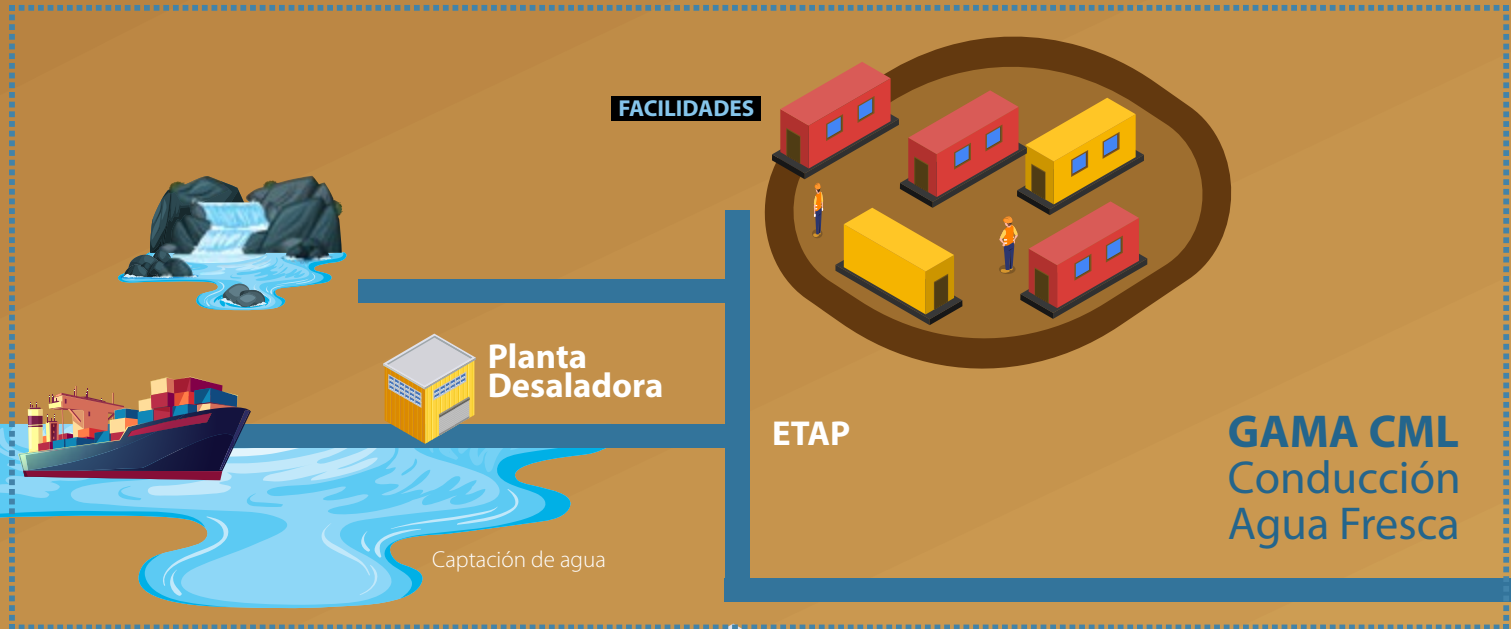 FACILIDADES
Planta
Desaladora
ETAP
GAMA CML
Conducción
Agua Fresca
Captación de agua